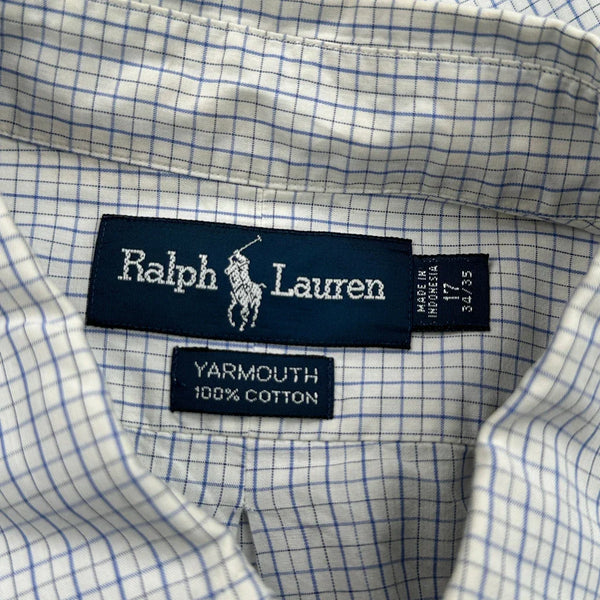 Ralph Lauren
MADE IN
INDONESIA
17
34/35
YARMOUTH
100% COTTON